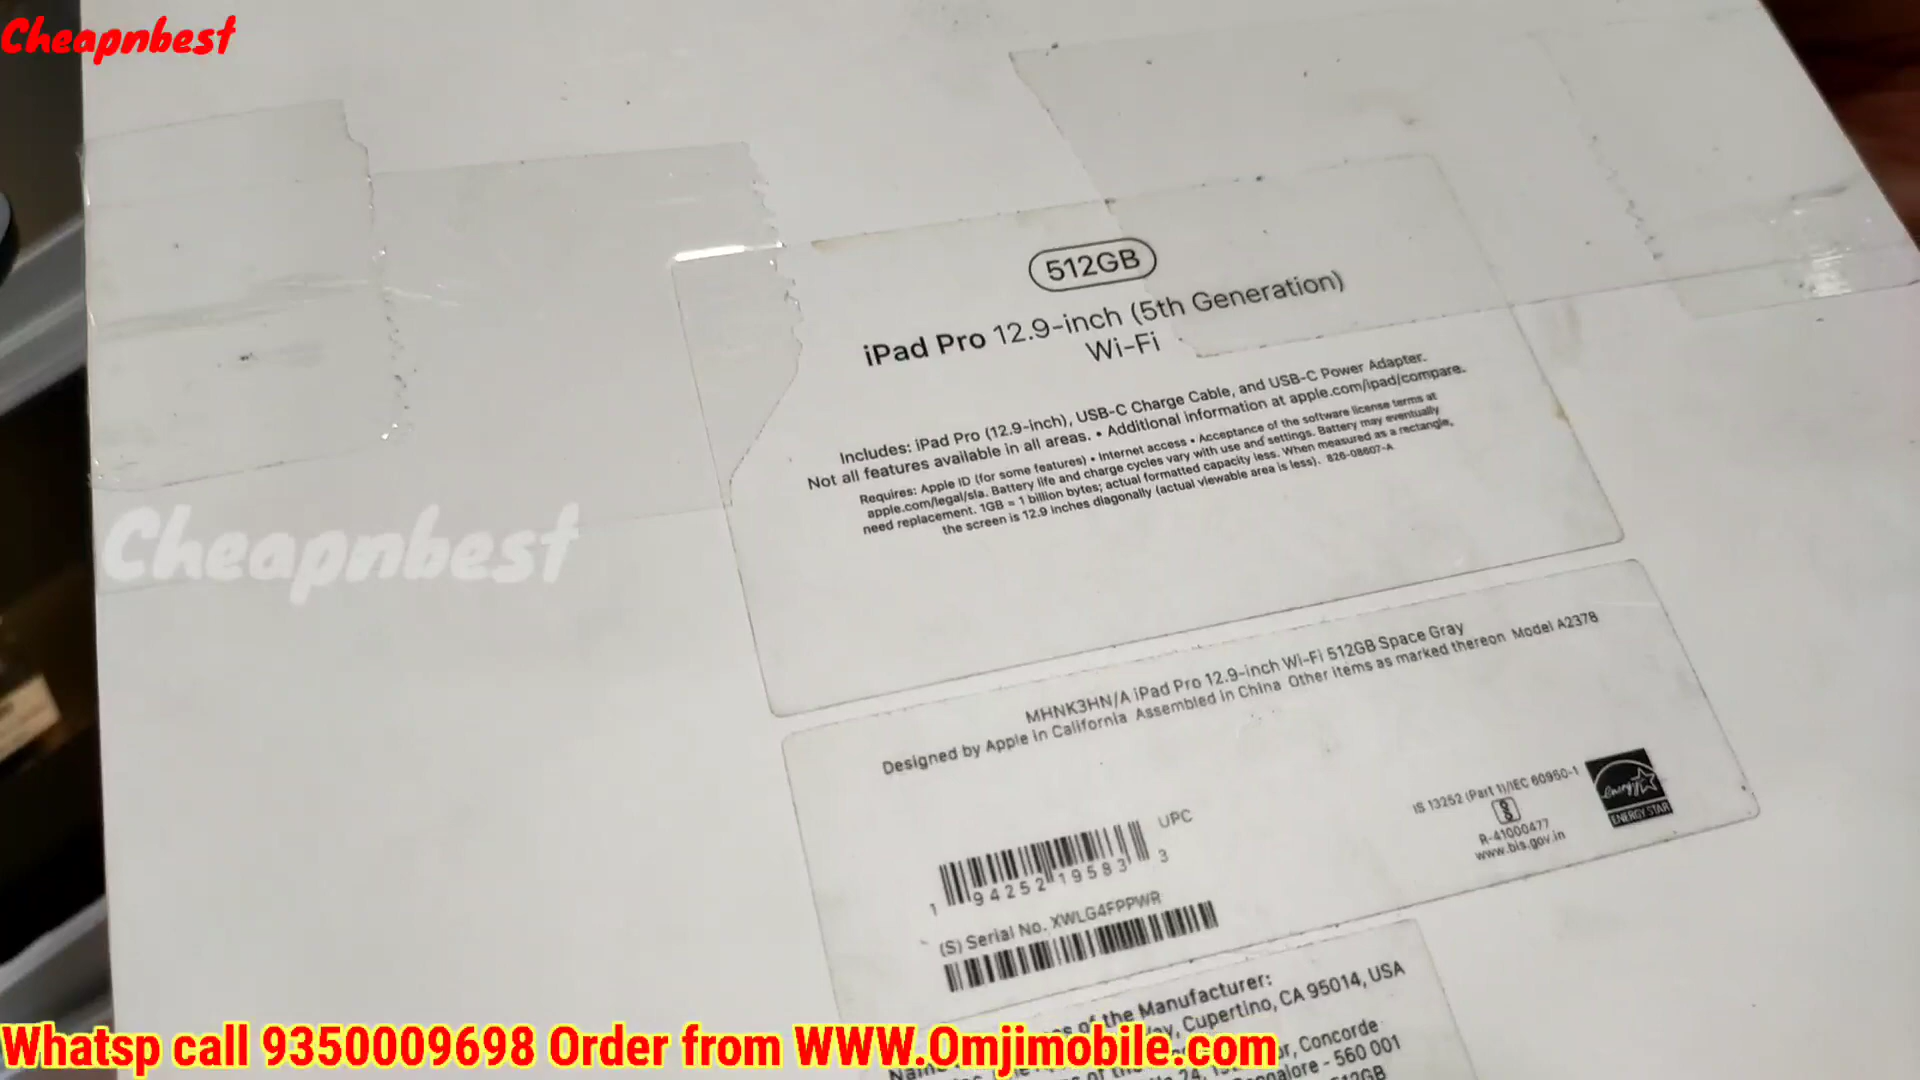 Cheapnbest
512GB
iPad Pro 12.9-inch (5th Generation)
Wi-Fi
Includes: iPad Pro (12.9-inch), USB-C Charge Cable, and USB-C Power Adapter.
Not all features available in all areas. • Additional information at apple.com/ipad/compare.
Requires: Apple ID (for some features) • Internet access • Acceptance of the software license terms at
apple.com/legal/sla. Battery life and charge cycles vary with use and settings. Battery may eventually
need replacement. 1GB = 1 billion bytes; actual formatted capacity less. When measured as a rectangle,
the screen is 12.9 inches diagonally (actual viewable area is less). 826-08607-A
Cheapnbest
MHNK3HN/A iPad Pro 12.9-inch Wi-Fi 512GB Space Gray
Designed by Apple in California Assembled in China Other items as marked thereon Model A2378
UPC
1 94252 19583 3
IS 13252 (Part 1)/IEC 60950-1
R-41000477
www.bis.gov.in
energy
ENERGY STAR
(S) Serial No. XWLG4FPPWR
of the Manufacturer:
Cupertino, CA 95014, USA
Concorde
560 001
512GB
Whatsp call 9350009698 Order from WWW.Omjimobile.com